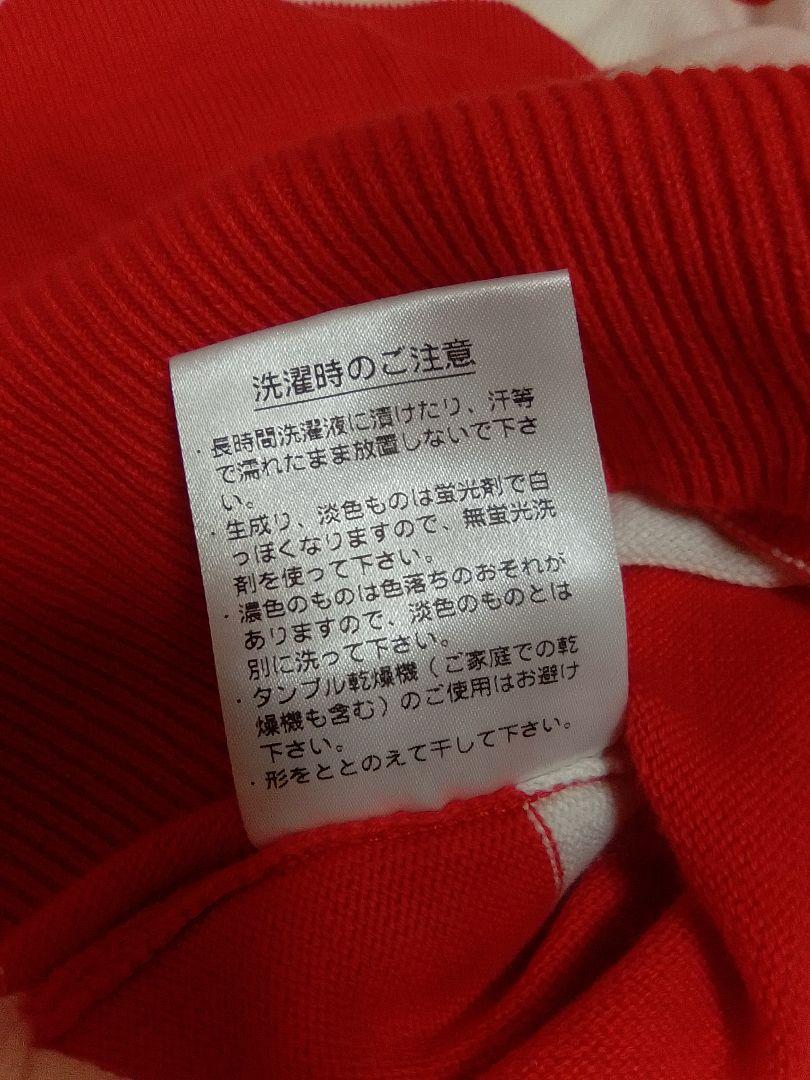 洗濯時のご注意
・長時間洗濯液に漬けたり、汗等
で濡れたまま放置しないで下さ
い。
・生成り、淡色ものは蛍光剤で白
っぽくなりますので、無蛍光洗
剤を使って下さい。
・濃色のものは色落ちのおそれが
ありますので、淡色のものとは
別に洗って下さい。
・タンブル乾燥機（ご家庭での乾
燥機も含む）のご使用はお避け
下さい。
・形をととのえて干して下さい。